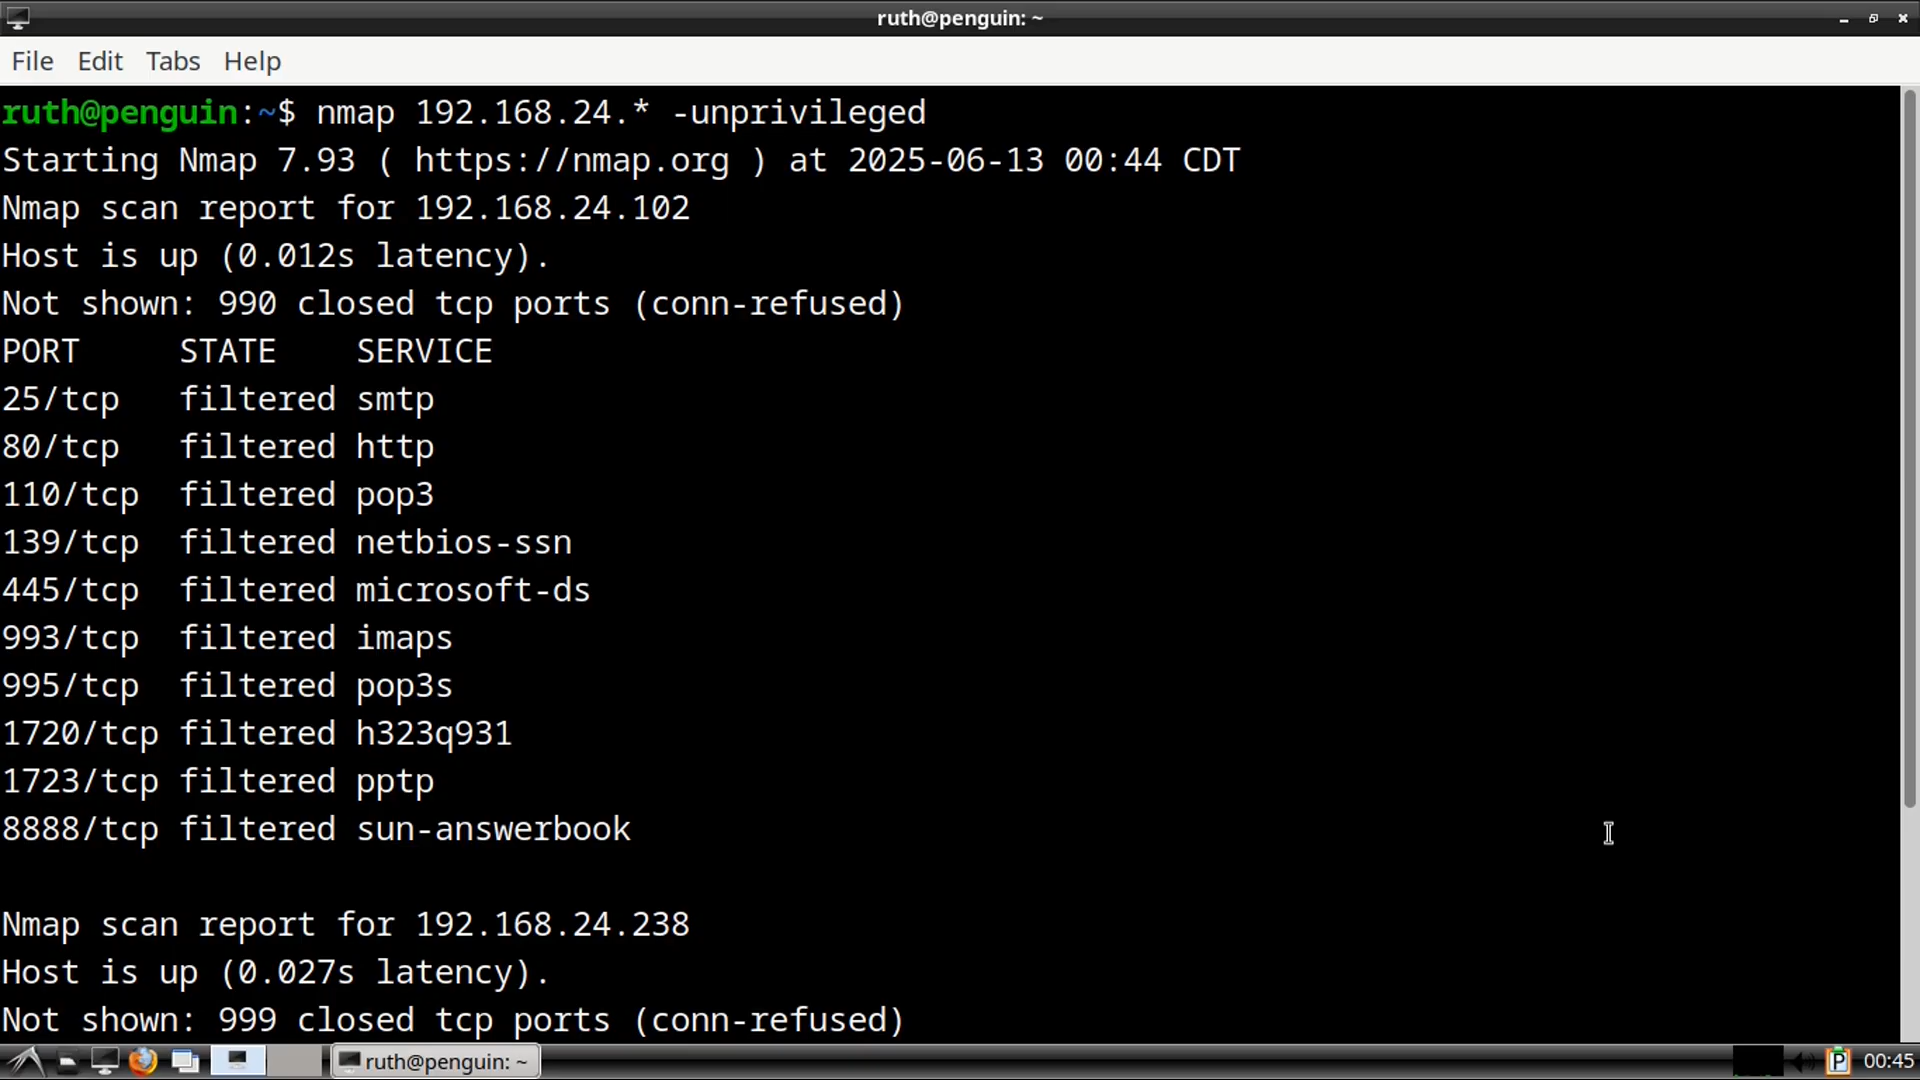 ruth@penguin: ~
File Edit Tabs Help
ruth@penguin:~$ nmap 192.168.24.* -unprivileged
Starting Nmap 7.93 ( https://nmap.org ) at 2025-06-13 00:44 CDT
Nmap scan report for 192.168.24.102
Host is up (0.012s latency).
Not shown: 990 closed tcp ports (conn-refused)
PORT     STATE    SERVICE
25/tcp   filtered smtp
80/tcp   filtered http
110/tcp  filtered pop3
139/tcp  filtered netbios-ssn
445/tcp  filtered microsoft-ds
993/tcp  filtered imaps
995/tcp  filtered pop3s
1720/tcp filtered h323q931
1723/tcp filtered pptp
8888/tcp filtered sun-answerbook
Nmap scan report for 192.168.24.238
Host is up (0.027s latency).
Not shown: 999 closed tcp ports (conn-refused)
ruth@penguin: ~
P
00:45